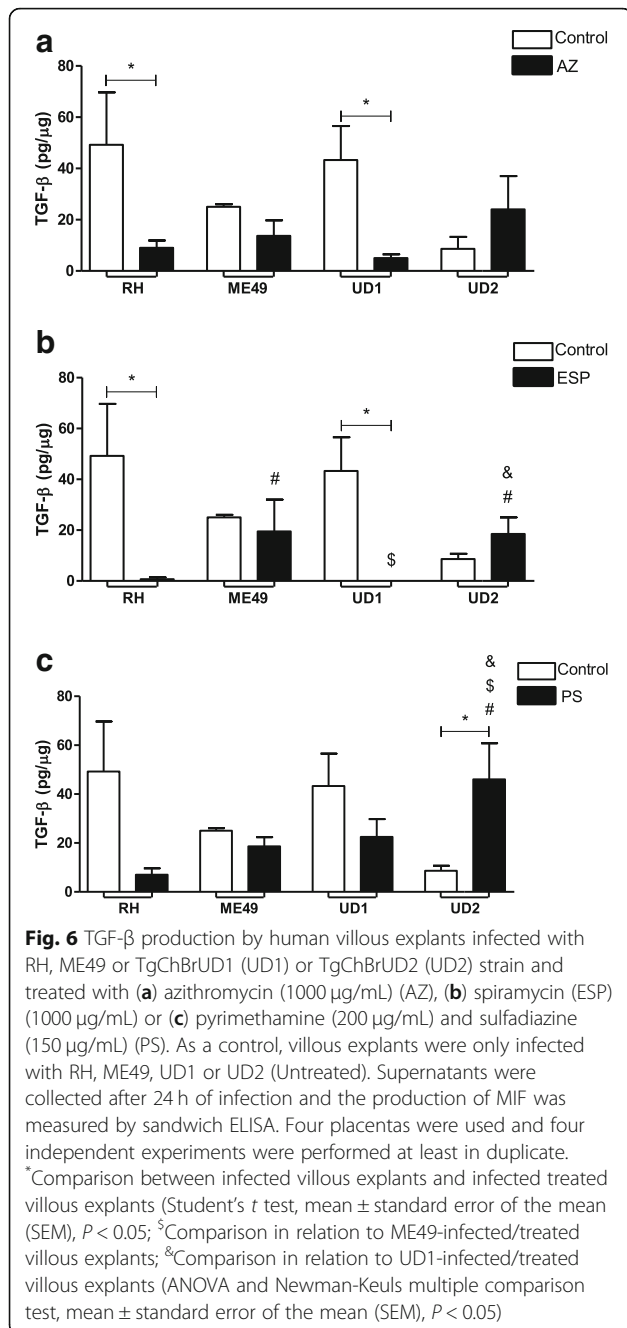 a
Control
AZ
TGF-β (pg/µg)
80
60
40
20
0
*
*
RH ME49 UD1 UD2
b
Control
ESP
TGF-β (pg/µg)
80
60
40
20
0
*
#
*
$
&
#
RH ME49 UD1 UD2
c
Control
PS
TGF-β (pg/µg)
80
60
40
20
0
&
$
#
*
RH ME49 UD1 UD2
Fig. 6 TGF-β production by human villous explants infected with
RH, ME49 or TgChBrUD1 (UD1) or TgChBrUD2 (UD2) strain and
treated with (a) azithromycin (1000 µg/mL) (AZ), (b) spiramycin (ESP)
(1000 µg/mL) or (c) pyrimethamine (200 µg/mL) and sulfadiazine
(150 µg/mL) (PS). As a control, villous explants were only infected
with RH, ME49, UD1 or UD2 (Untreated). Supernatants were
collected after 24 h of infection and the production of MIF was
measured by sandwich ELISA. Four placentas were used and four
independent experiments were performed at least in duplicate.
*Comparison between infected villous explants and infected treated
villous explants (Student's t test, mean ± standard error of the mean
(SEM), P < 0.05; $Comparison in relation to ME49-infected/treated
villous explants; &Comparison in relation to UD1-infected/treated
villous explants (ANOVA and Newman-Keuls multiple comparison
test, mean ± standard error of the mean (SEM), P < 0.05)